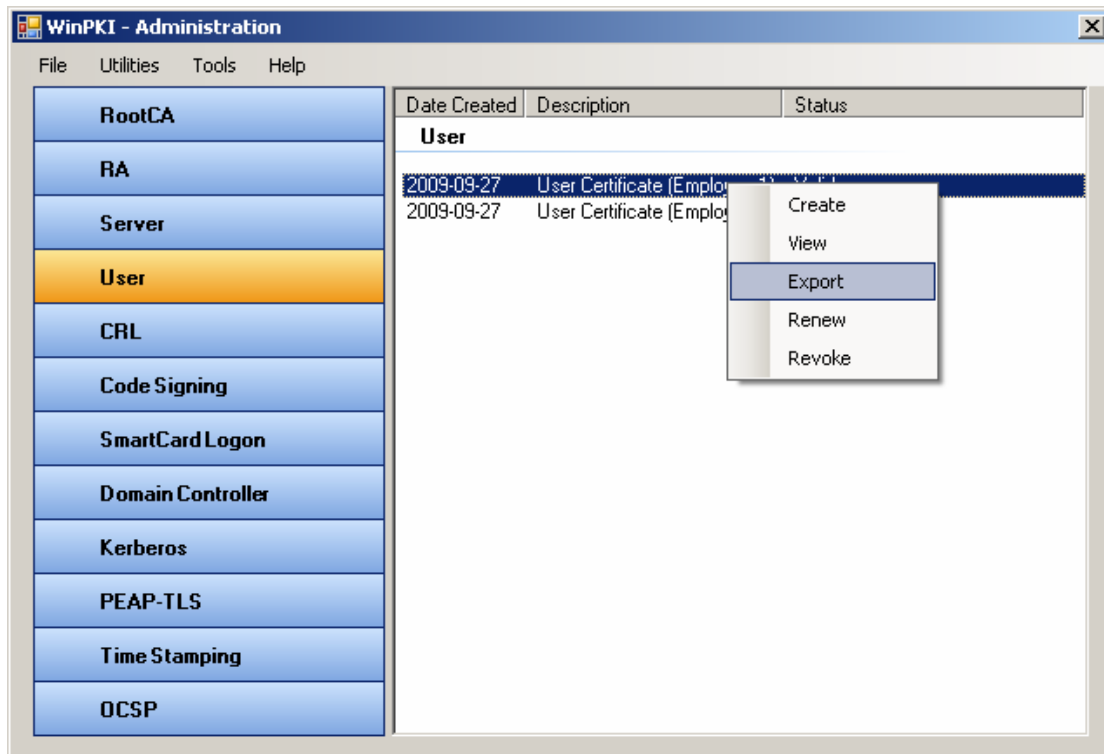 WinPKI - Administration
File Utilities Tools Help
RootCA
RA
Server
User
CRL
Code Signing
SmartCard Logon
Domain Controller
Kerberos
PEAP-TLS
Time Stamping
OCSP
Date Created Description Status
User
2009-09-27 User Certificate
2009-09-27 User Certificate
Create
View
Export
Renew
Revoke